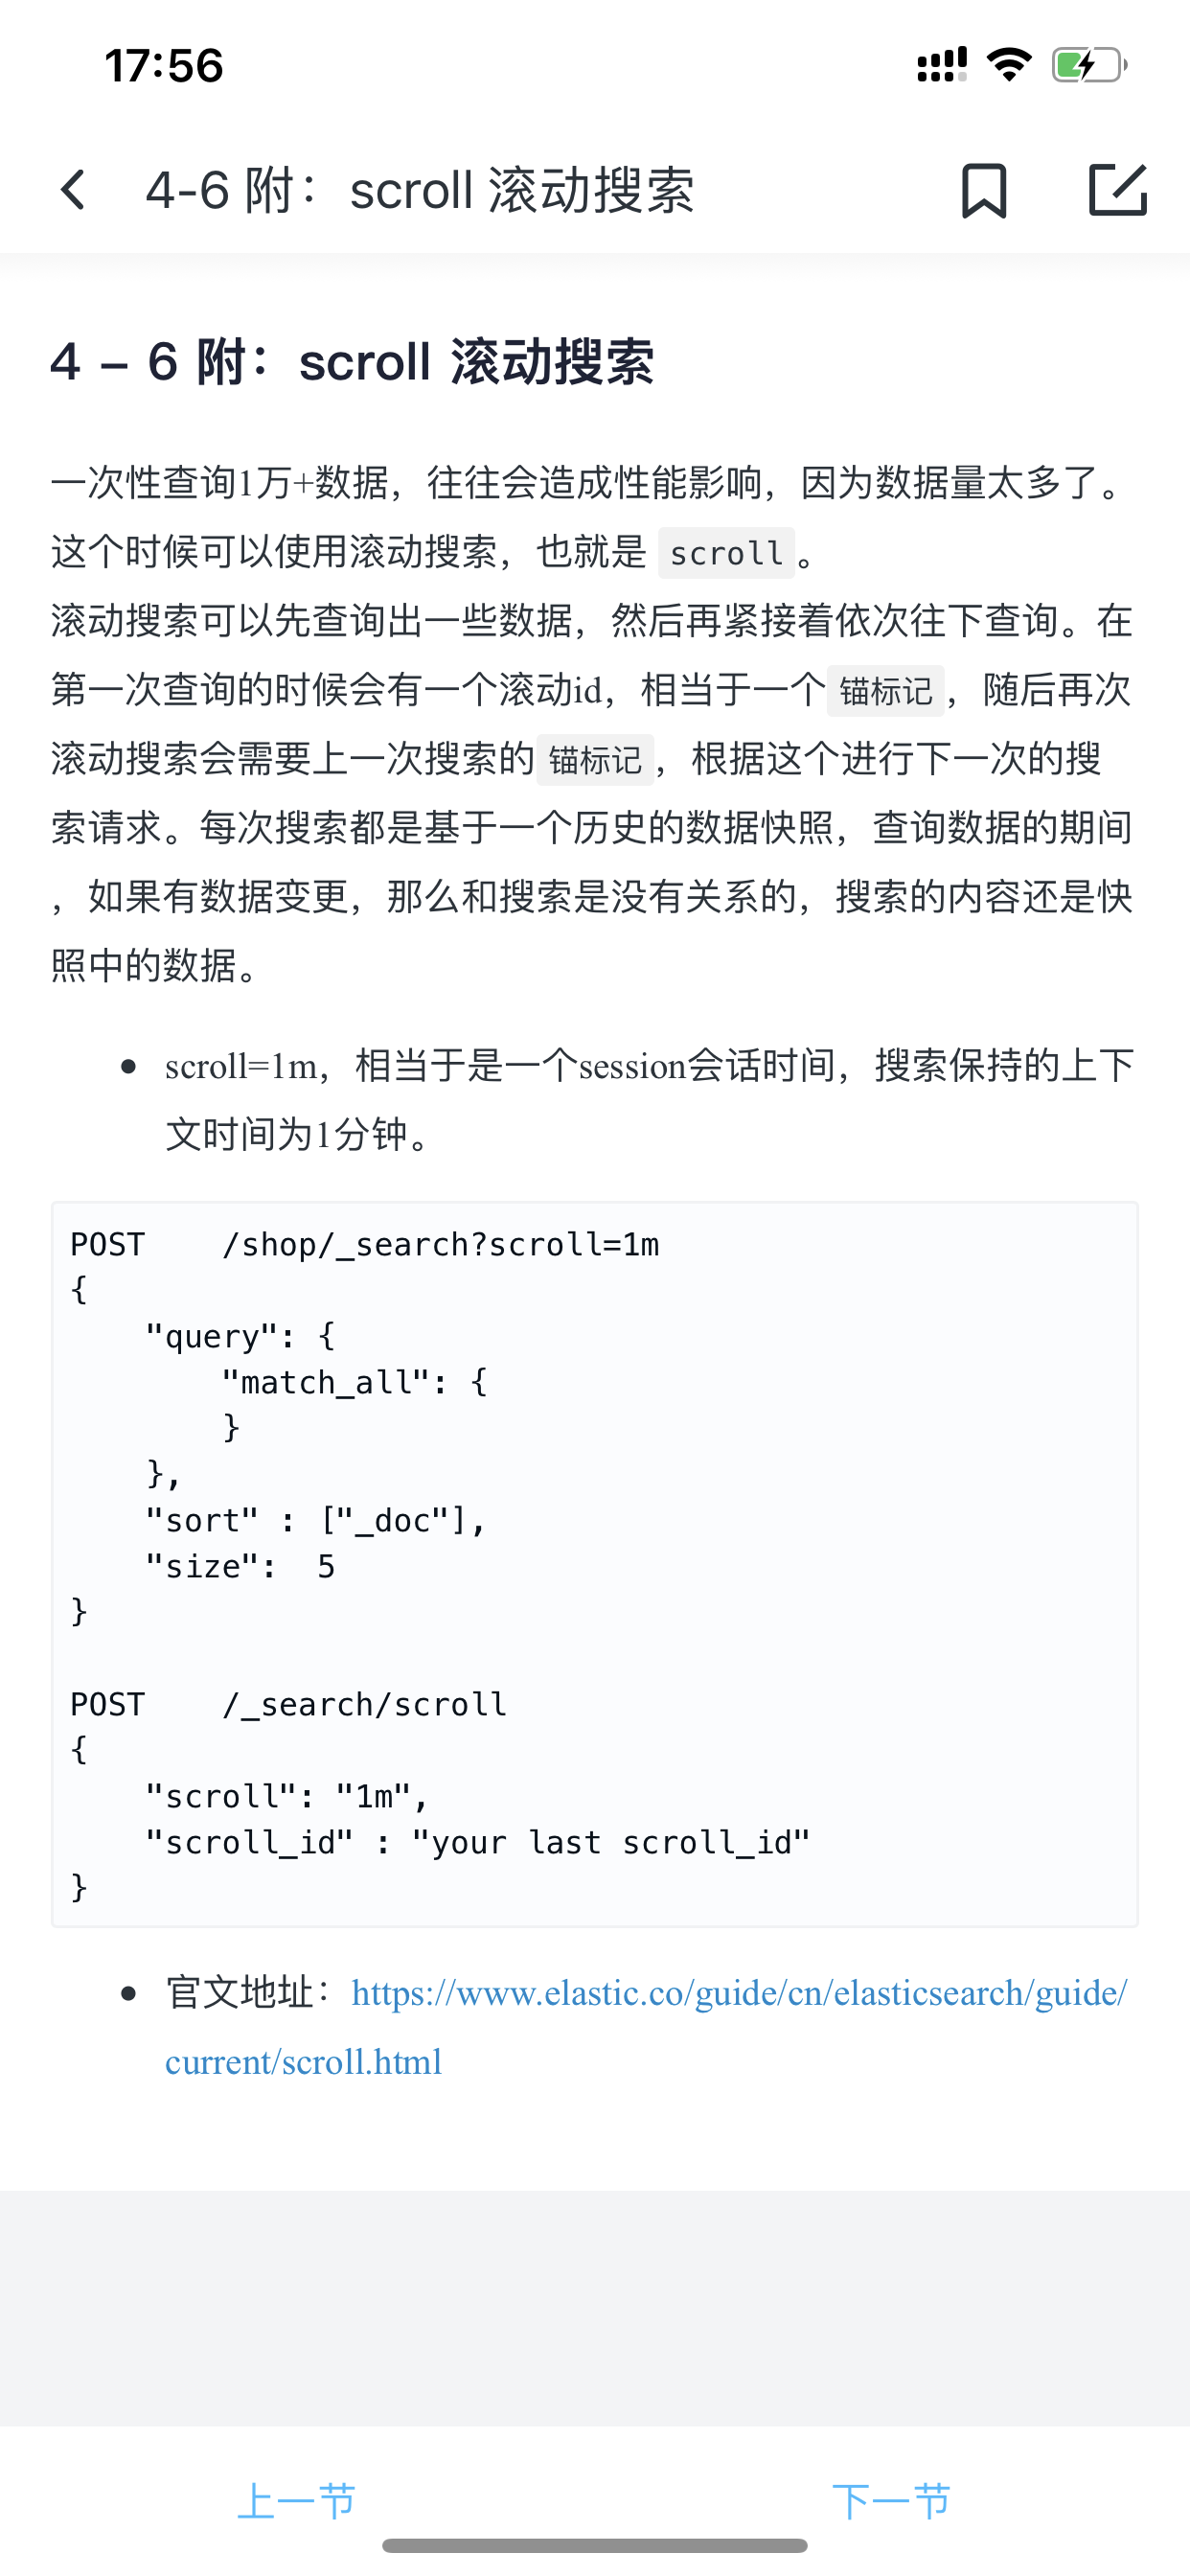 17:56
4-6 附：scroll 滚动搜索
4 – 6 附：scroll 滚动搜索
一次性查询1万+数据，往往会造成性能影响，因为数据量太多了。
这个时候可以使用滚动搜索，也就是 scroll 。
滚动搜索可以先查询出一些数据，然后再紧接着依次往下查询。在
第一次查询的时候会有一个滚动id，相当于一个 锚标记 ，随后再次
滚动搜索会需要上一次搜索的 锚标记 ，根据这个进行下一次的搜
索请求。每次搜索都是基于一个历史的数据快照，查询数据的期间
，如果有数据变更，那么和搜索是没有关系的，搜索的内容还是快
照中的数据。
scroll=1m，相当于是一个session会话时间，搜索保持的上下
文时间为1分钟。
POST    /shop/_search?scroll=1m
{
    "query": {
        "match_all": {
        }
    },
    "sort" : ["_doc"],
    "size":  5
}
POST    /_search/scroll
{
    "scroll": "1m",
    "scroll_id" : "your last scroll_id"
}
官文地址：https://www.elastic.co/guide/cn/elasticsearch/guide/
current/scroll.html
上一节 下一节